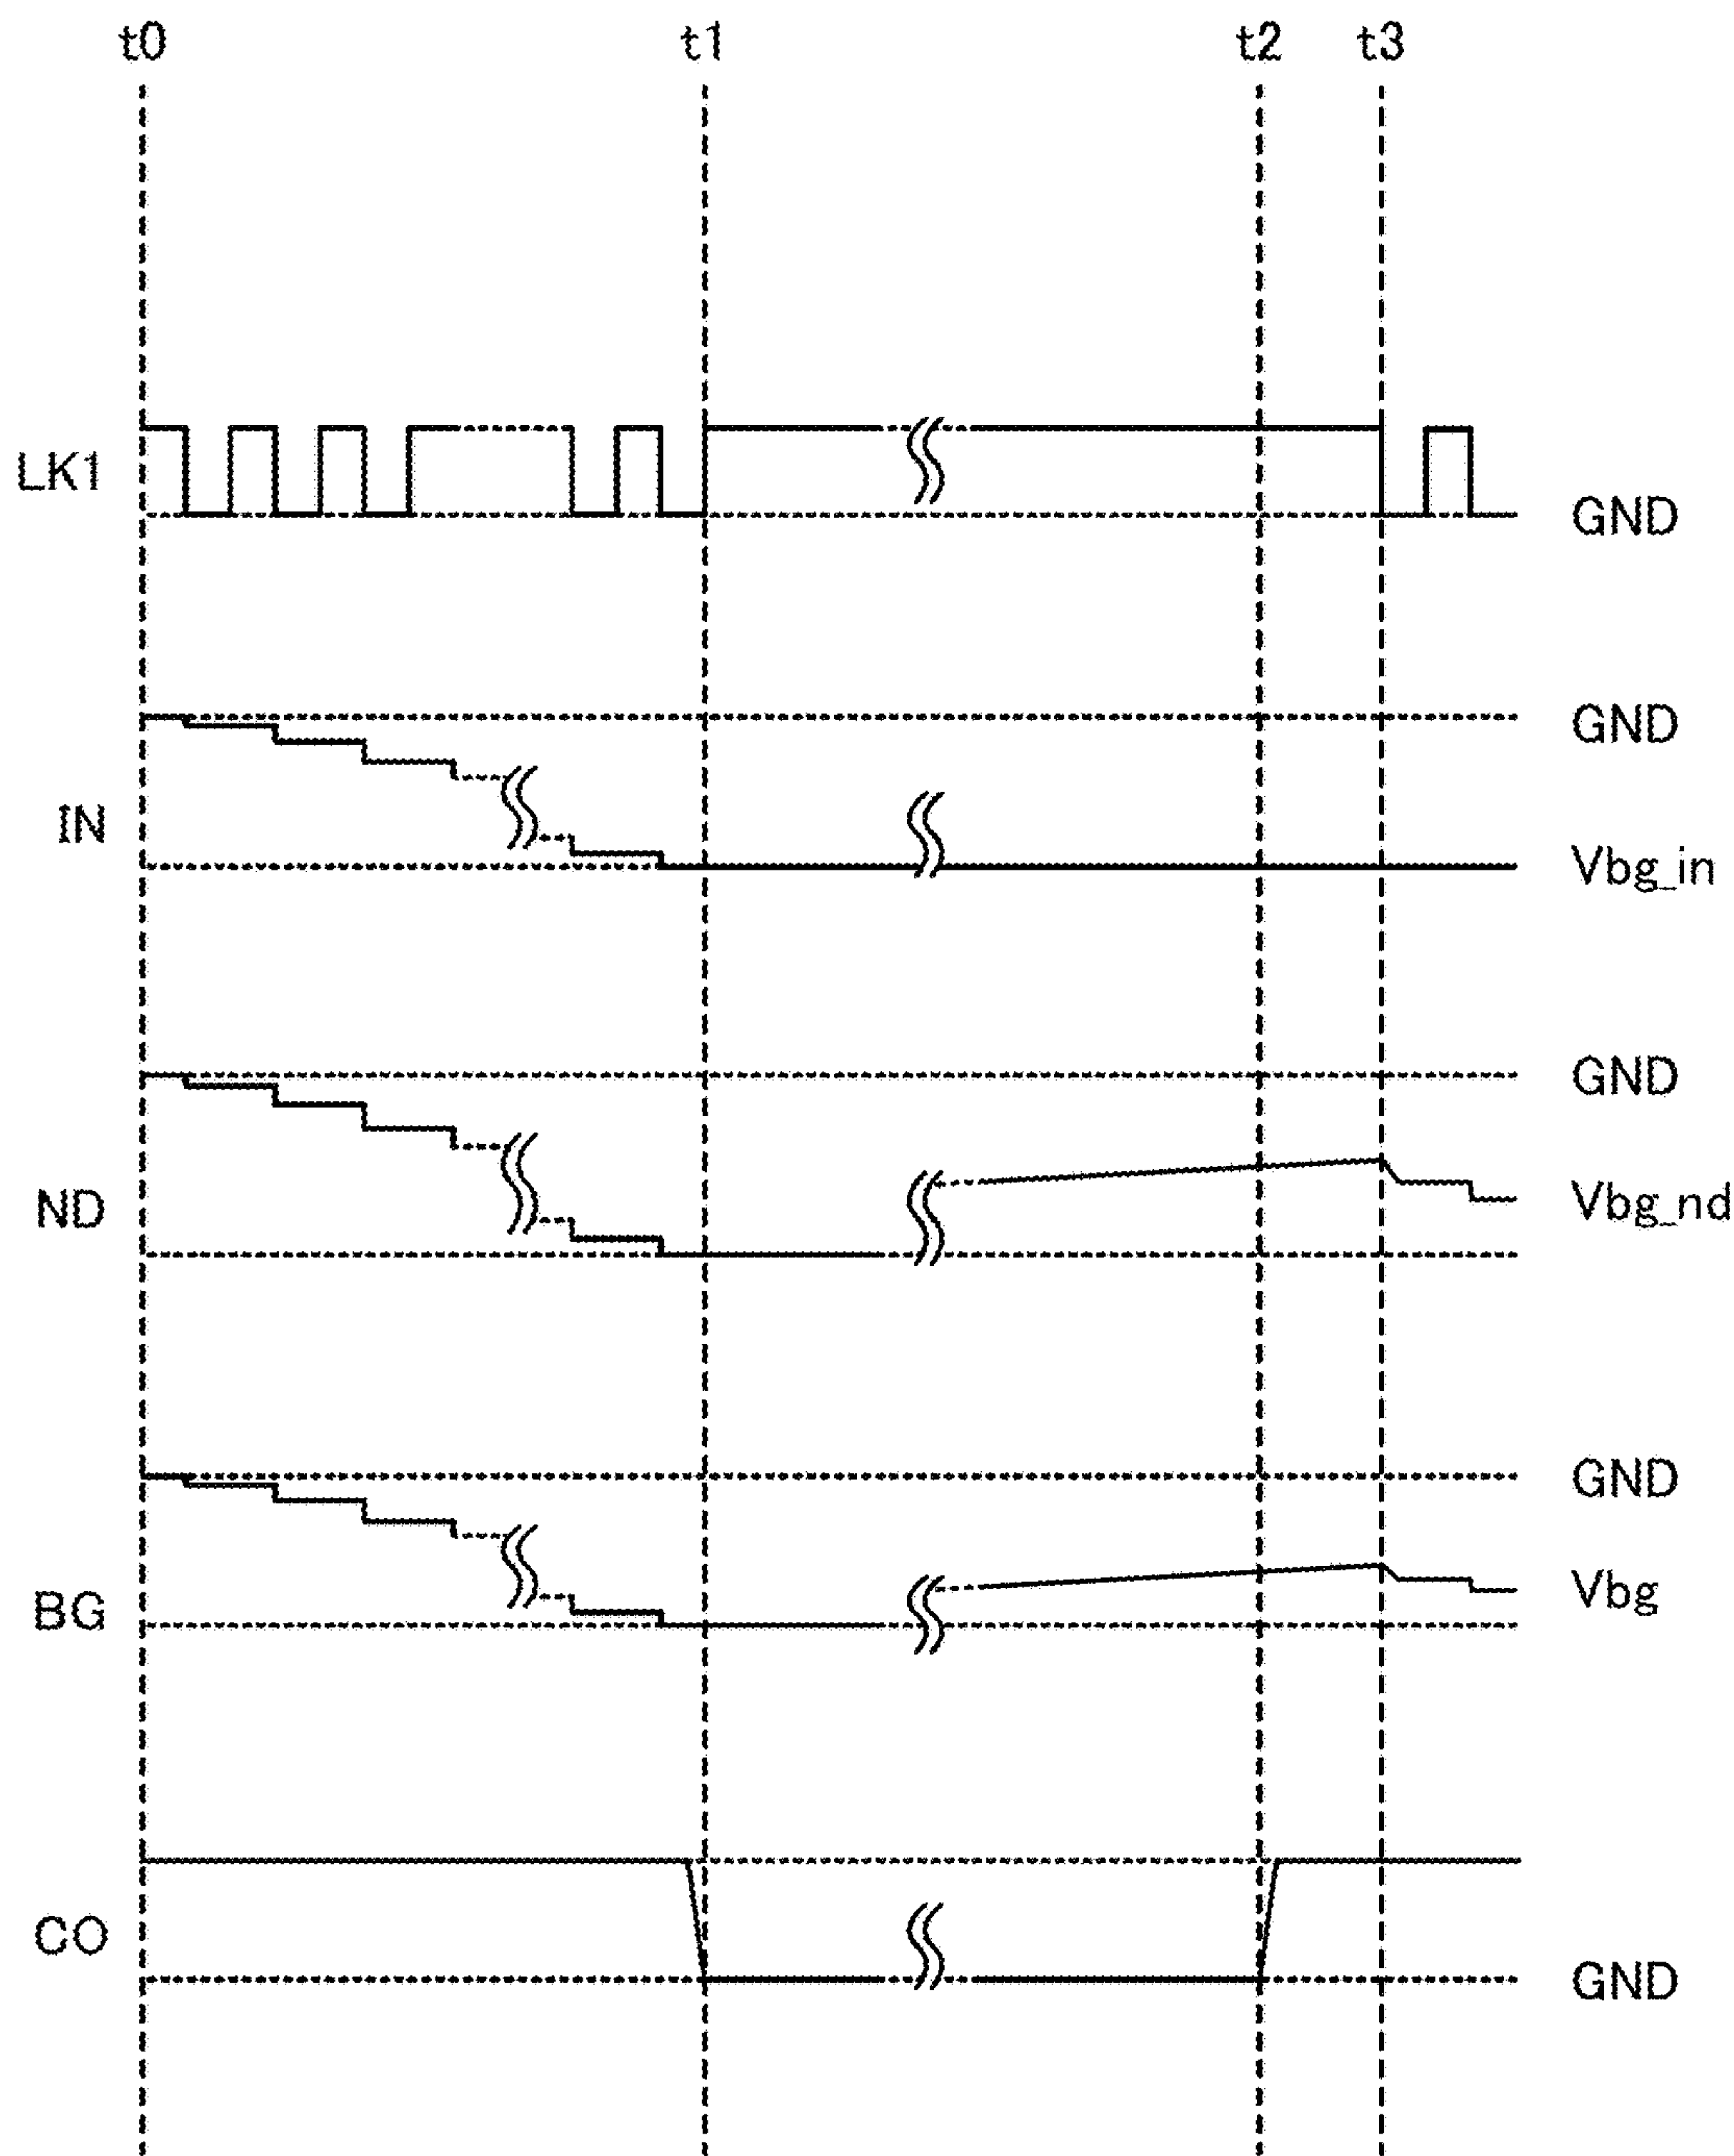 t0 t1 t2 t3
LK1
GND
GND
IN
Vbg_in
GND
ND
Vbg_nd
GND
BG
Vbg
CO
GND